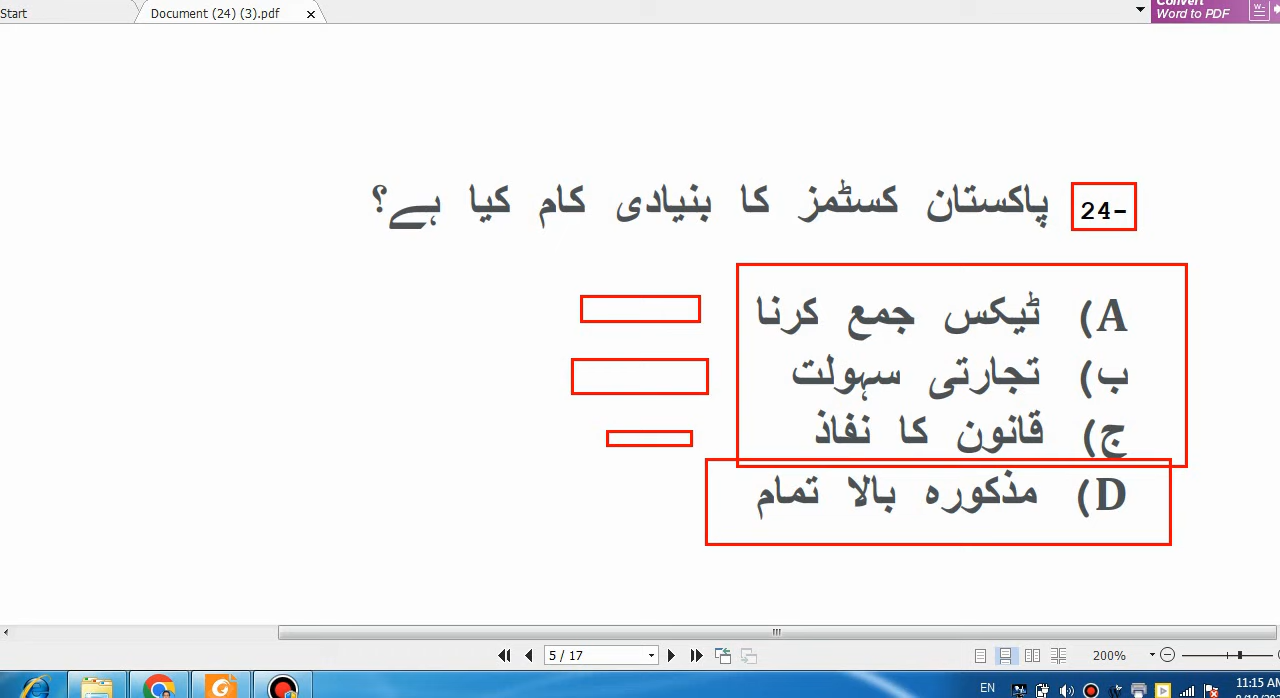 Start
Document (24) (3).pdf
Word to PDF
24- پاکستان کسٹمز کا بنیادی کام کیا ہے؟
A) ٹیکس جمع کرنا
ب) تجارتی سہولت
ج) قانون کا نفاذ
D) مذکورہ بالا تمام
5 / 17
200%
EN
11:15 AM